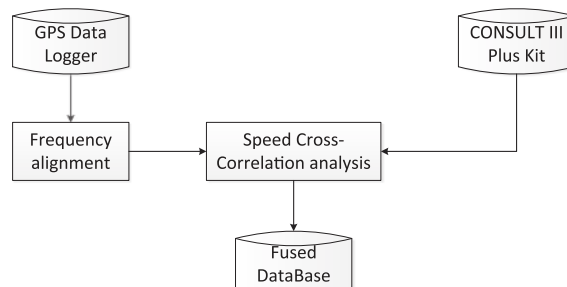 GPS Data
Logger
CONSULT III
Plus Kit
Frequency
alignment
Speed Cross-
Correlation analysis
Fused
DataBase